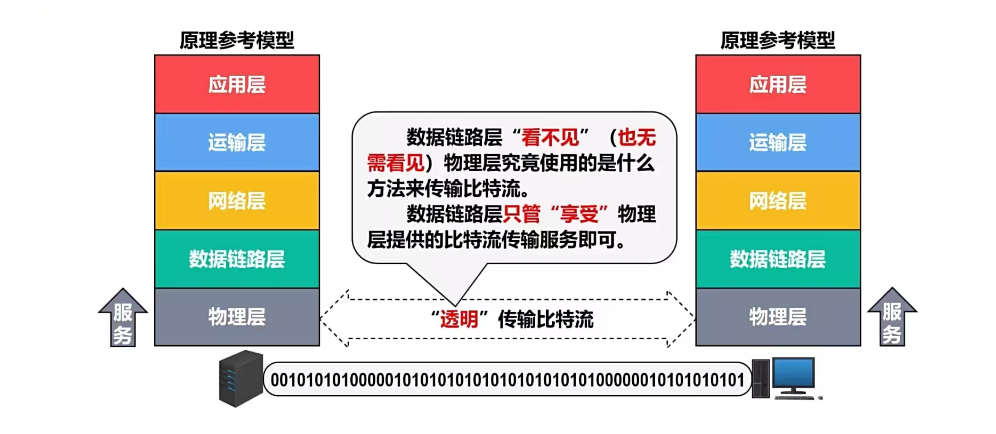 原理参考模型
应用层
运输层
网络层
数据链路层
物理层
服务
数据链路层“看不见”（也无
需看见）物理层究竟使用的是什么
方法来传输比特流。
数据链路层只管“享受”物理
层提供的比特流传输服务即可。
“透明”传输比特流
原理参考模型
应用层
运输层
网络层
数据链路层
物理层
服务